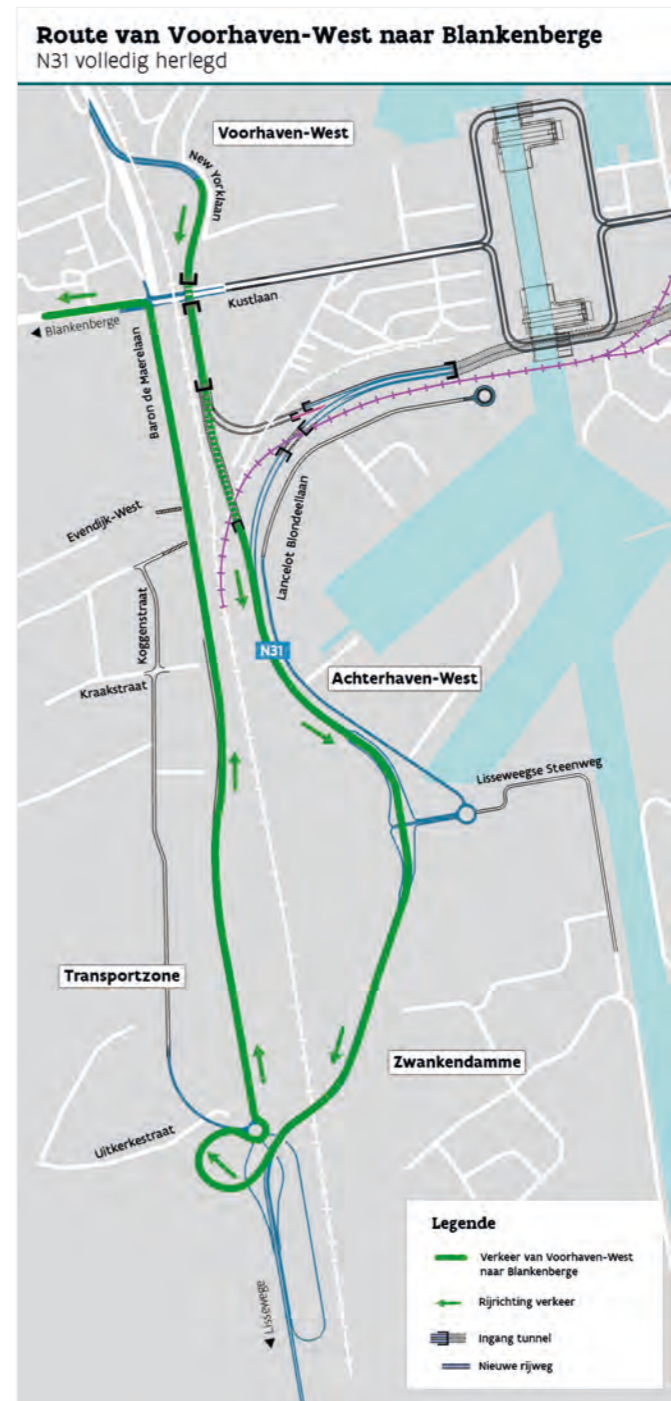 Route van Voorhaven-West naar Blankenberge
N31 volledig herlegd
Voorhaven-West
New Yorklaan
Kustlaan
◄ Blankenberge
Baron de Maerelaan
Evendijk-West
Lancelot Blondeellaan
Koggenstraat
N31
Kraakstraat
Achterhaven-West
Lisseweegse Steenweg
Transportzone
Zwankendamme
Uitkerkestraat
◄ Lissewege
Legende
Verkeer van Voorhaven-West
naar Blankenberge
Rijrichting verkeer
Ingang tunnel
Nieuwe rijweg